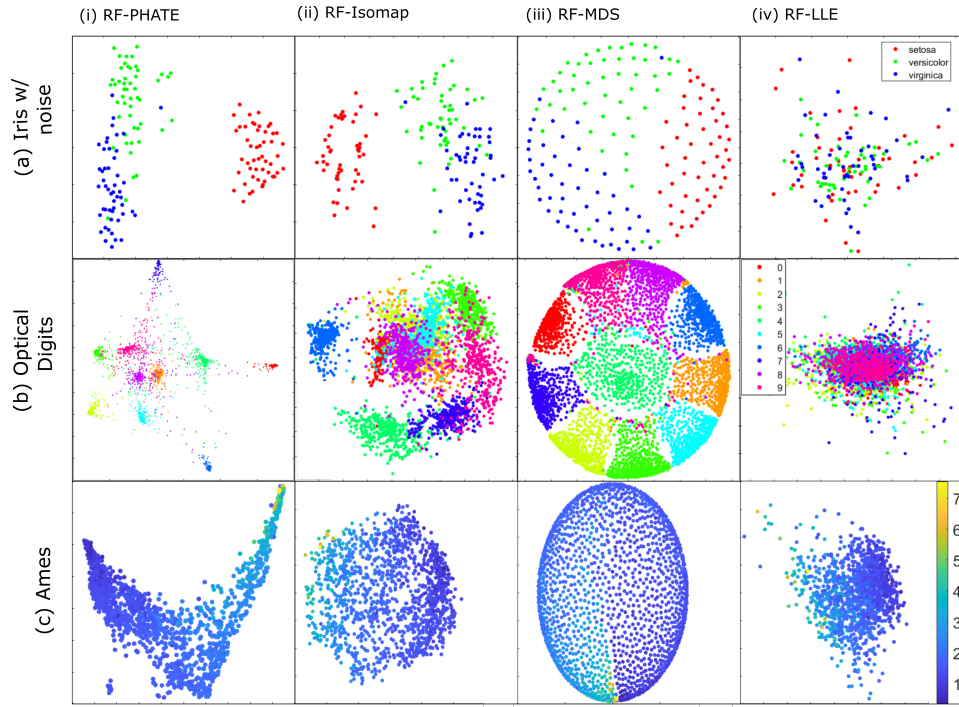 (i) RF-PHATE
(ii) RF-Isomap
(iii) RF-MDS
(iv) RF-LLE
(a) Iris w/
noise
setosa
versicolor
virginica
(b) Optical
Digits
0
1
2
3
4
5
6
7
8
9
(c) Ames
7
6
5
4
3
2
1